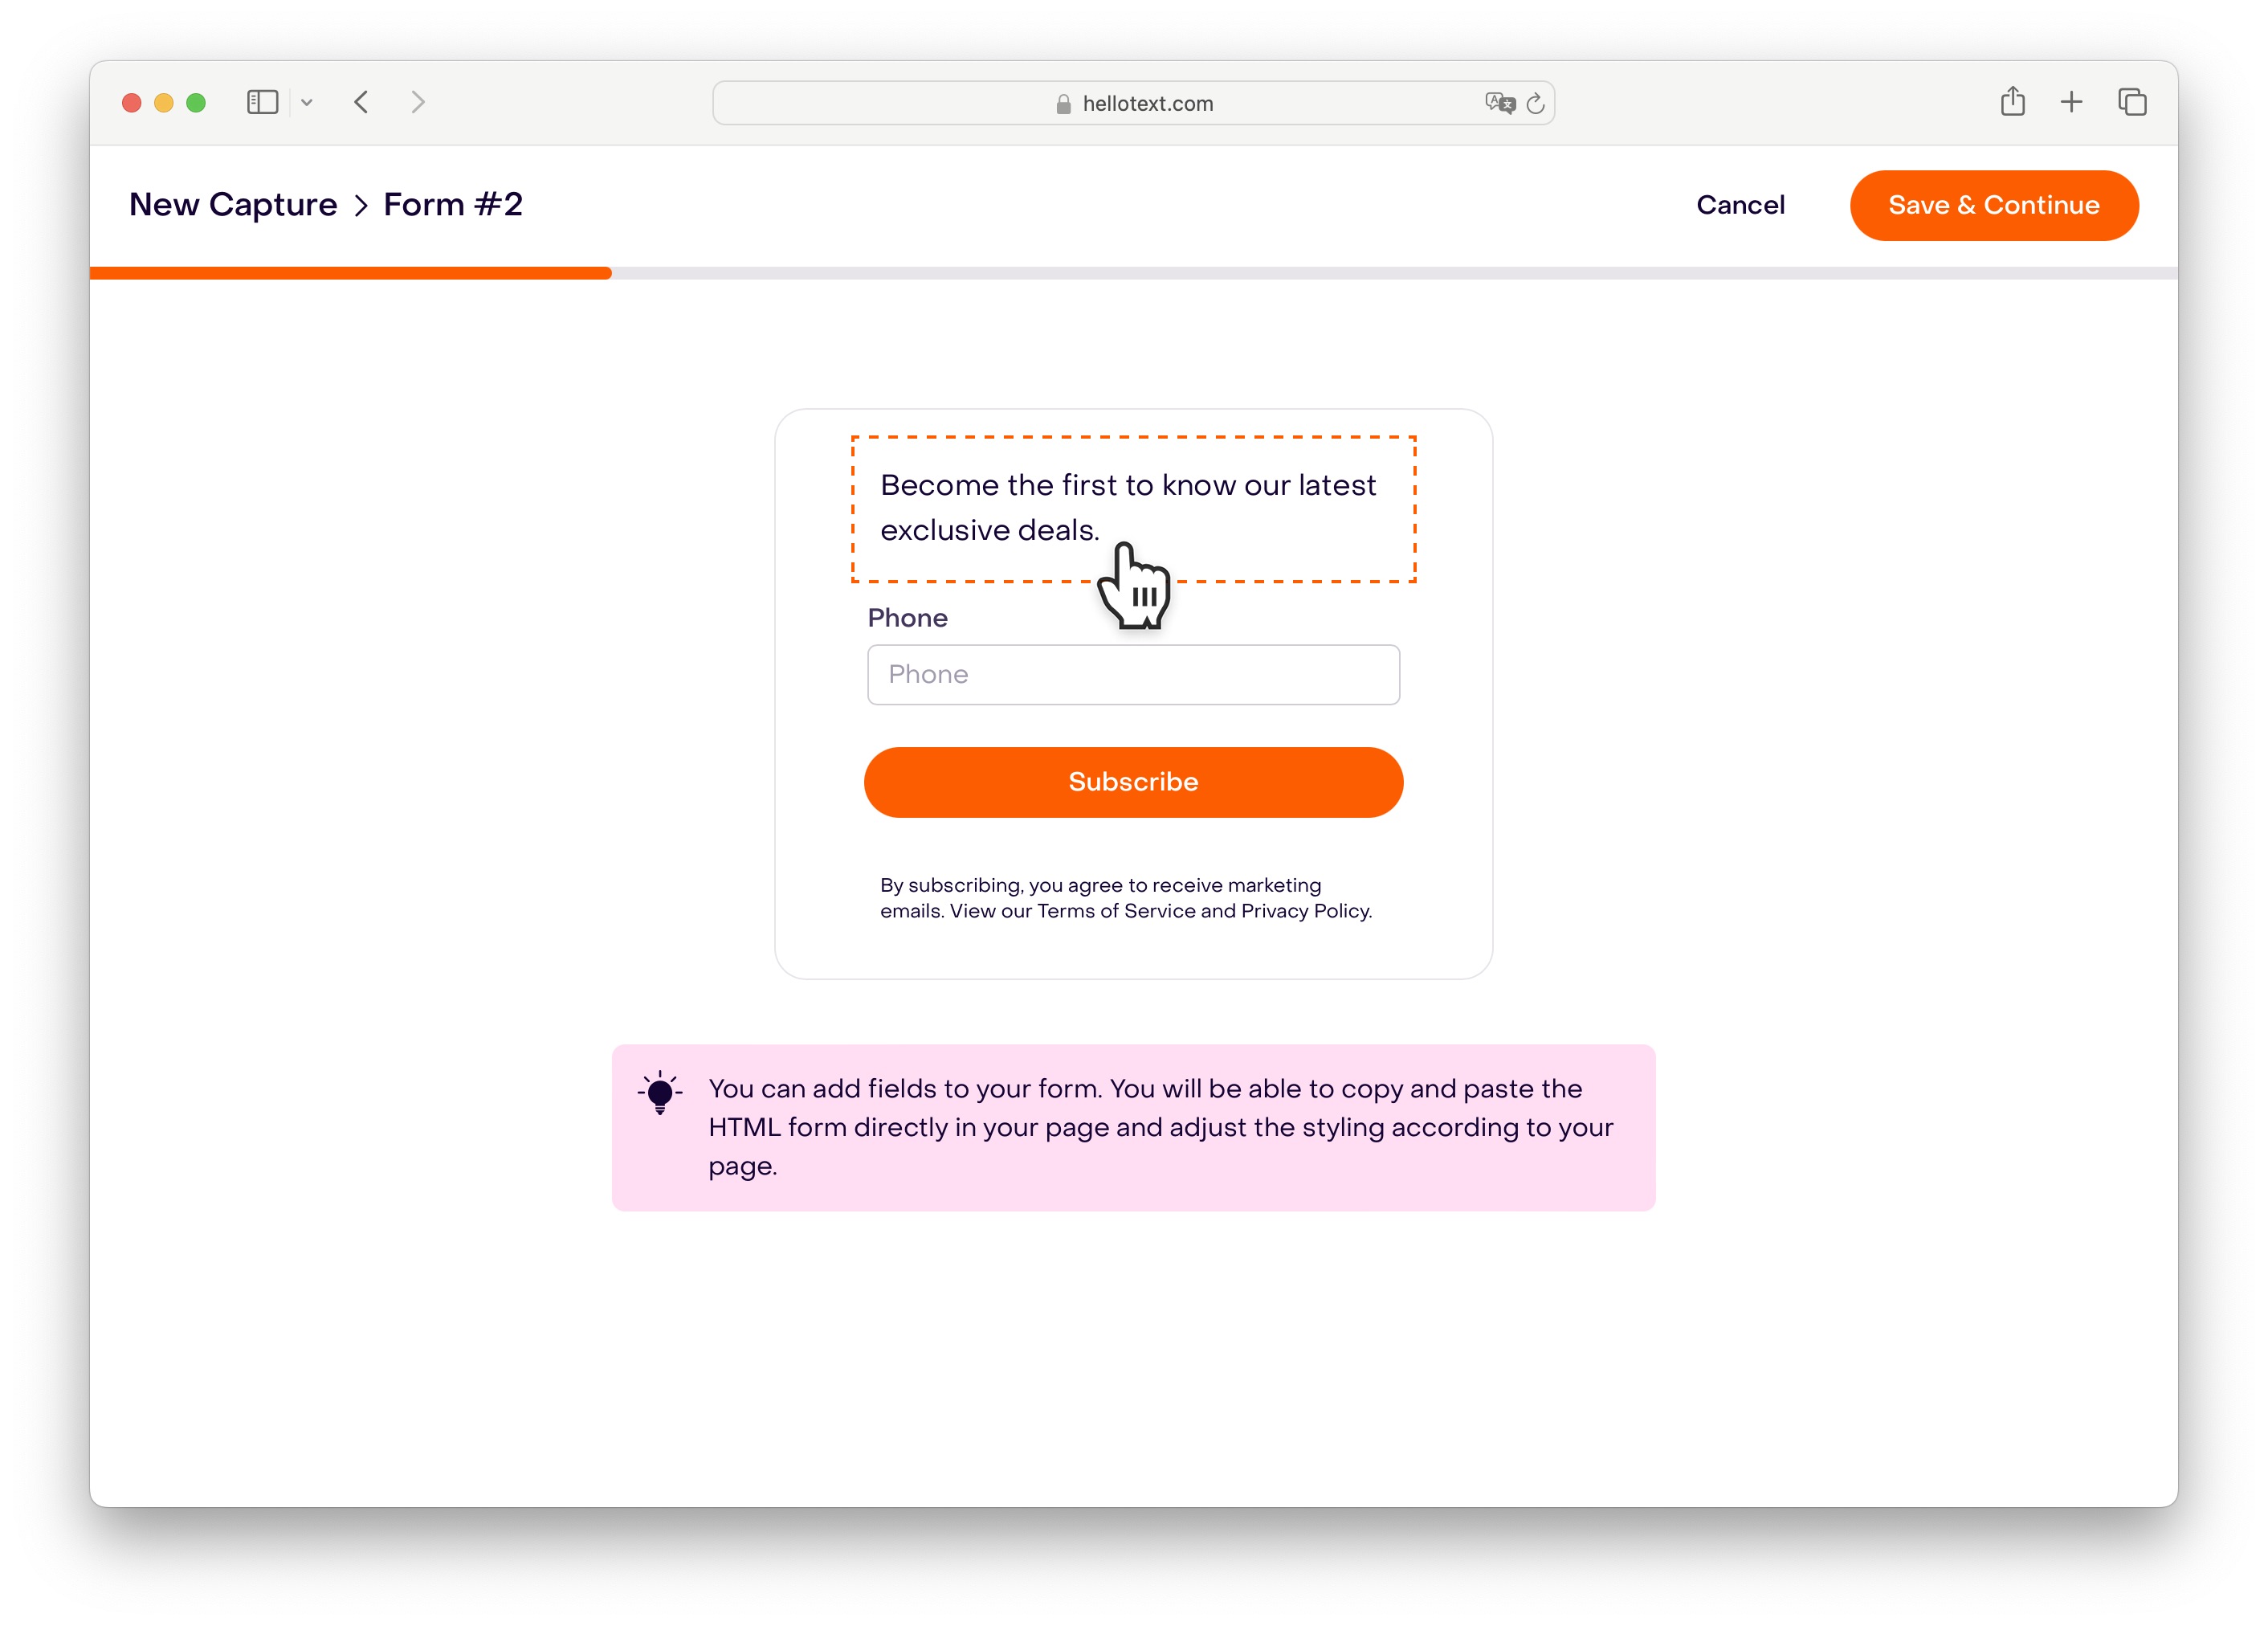 hellotext.com
New Capture > Form #2
Cancel
Save & Continue
Become the first to know our latest
exclusive deals.
Phone
Phone
Subscribe
By subscribing, you agree to receive marketing
emails. View our Terms of Service and Privacy Policy.
You can add fields to your form. You will be able to copy and paste the
HTML form directly in your page and adjust the styling according to your
page.